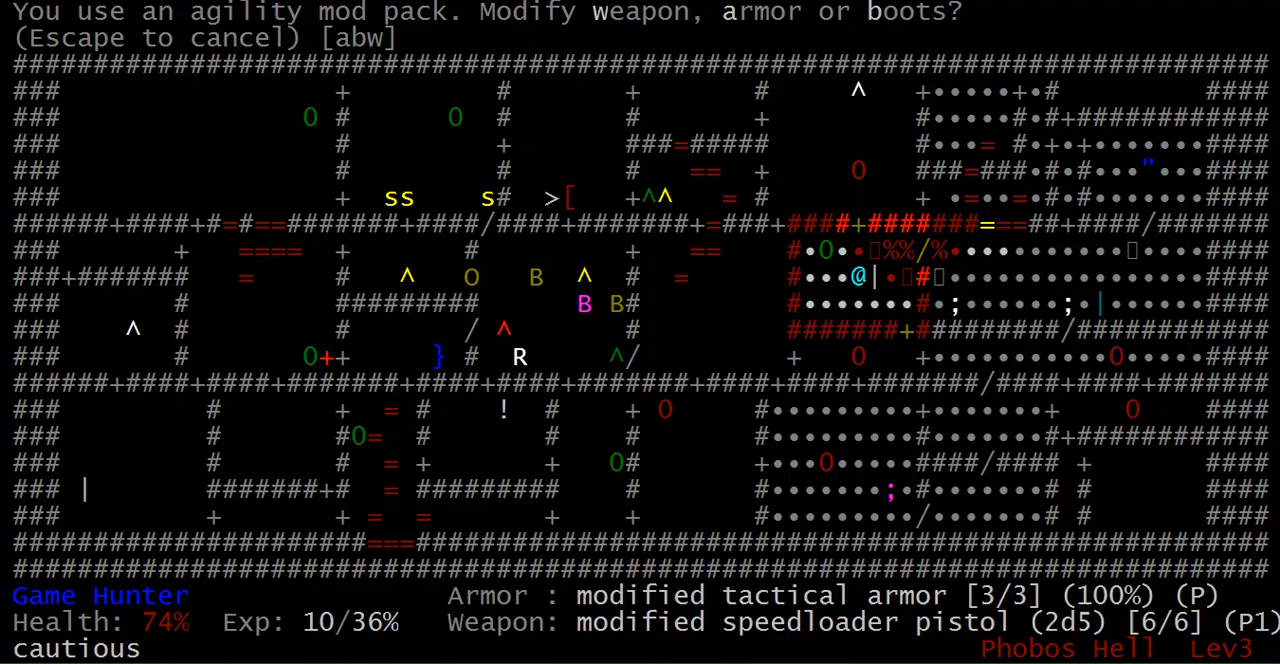 You use an agility mod pack. Modify weapon, armor or boots?
(Escape to cancel) [abw]
Game Hunter
Armor : modified tactical armor [3/3] (100%) (P)
Health: 74% Exp: 10/36%
Weapon: modified speedloader pistol (2d5) [6/6] (P1)
cautious
Phobos Hell Lev3